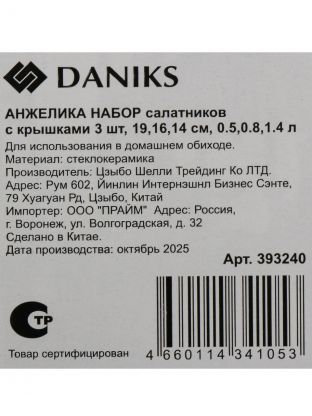 DANIKS
АНЖЕЛИКА НАБОР салатников
с крышками 3 шт, 19,16,14 см, 0.5,0.8,1.4 л
Для использования в домашнем обиходе.
Материал: стеклокерамика
Производитель: Цзыбо Шелли Трейдинг Ко ЛТД.
Адрес: Рум 602, Йинлин Интернэшнл Бизнес Сэнте,
79 Хуагуан Рд, Цзыбо, Китай
Импортер: ООО "ПРАЙМ" Адрес: Россия,
г. Воронеж, ул. Волгоградская, д. 32
Сделано в Китае.
Дата производства: октябрь 2025
Арт. 393240
СТР
Товар сертифицирован
4 660114 341053